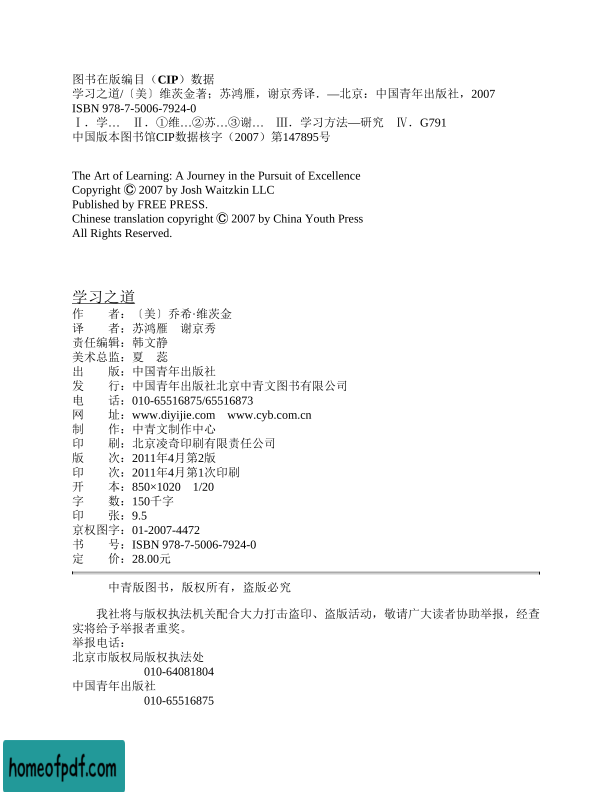 图书在版编目（CIP）数据
学习之道/〔美〕维茨金著；苏鸿雁，谢京秀译．—北京：中国青年出版社，2007
ISBN 978-7-5006-7924-0
Ⅰ．学… Ⅱ．①维…②苏…③谢… Ⅲ．学习方法—研究 Ⅳ．G791
中国版本图书馆CIP数据核字（2007）第147895号
The Art of Learning: A Journey in the Pursuit of Excellence
Copyright Ⓒ 2007 by Josh Waitzkin LLC
Published by FREE PRESS.
Chinese translation copyright Ⓒ 2007 by China Youth Press
All Rights Reserved.
学习之道
作　　者：〔美〕乔希·维茨金
译　　者：苏鸿雁　谢京秀
责任编辑：韩文静
美术总监：夏　蕊
出　　版：中国青年出版社
发　　行：中国青年出版社北京中青文图书有限公司
电　　话：010-65516875/65516873
网　　址：www.diyijie.com　www.cyb.com.cn
制　　作：中青文制作中心
印　　刷：北京凌奇印刷有限责任公司
版　　次：2011年4月第2版
印　　次：2011年4月第1次印刷
开　　本：850×1020　1/20
字　　数：150千字
印　　张：9.5
京权图字：01-2007-4472
书　　号：ISBN 978-7-5006-7924-0
定　　价：28.00元
中青版图书，版权所有，盗版必究
我社将与版权执法机关配合大力打击盗印、盗版活动，敬请广大读者协助举报，经查
实将给予举报者重奖。
举报电话：
北京市版权局版权执法处
010-64081804
中国青年出版社
010-65516875
homeofpdf.com